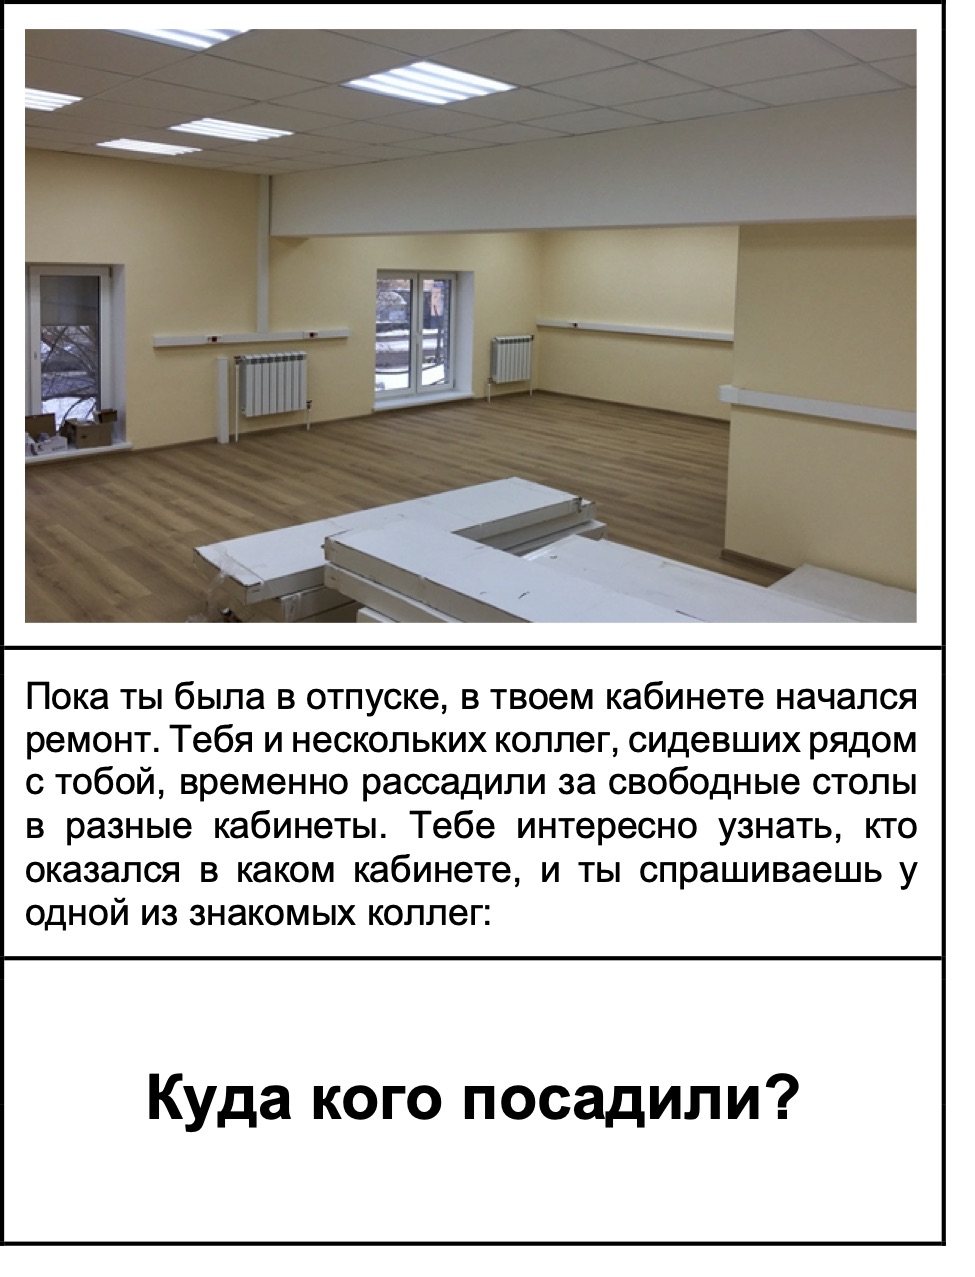 Пока ты была в отпуске, в твоем кабинете начался
ремонт. Тебя и нескольких коллег, сидевших рядом
с тобой, временно рассадили за свободные столы
в разные кабинеты. Тебе интересно узнать, кто
оказался в каком кабинете, и ты спрашиваешь у
одной из знакомых коллег:
Куда кого посадили?